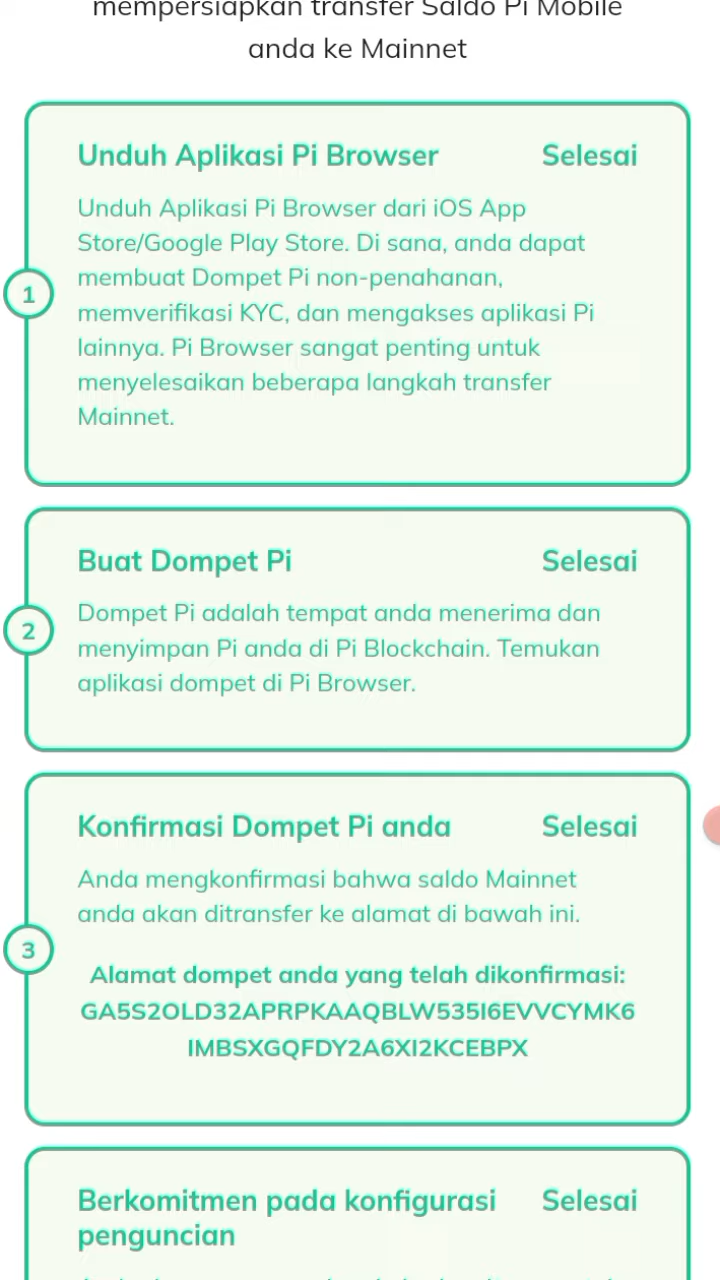 mempersiapkan transfer Saldo Pi Mobile
anda ke Mainnet
Unduh Aplikasi Pi Browser Selesai
Unduh Aplikasi Pi Browser dari iOS App
Store/Google Play Store. Di sana, anda dapat
membuat Dompet Pi non-penahanan,
1
memverifikasi KYC, dan mengakses aplikasi Pi
lainnya. Pi Browser sangat penting untuk
menyelesaikan beberapa langkah transfer
Mainnet.
Buat Dompet Pi Selesai
Dompet Pi adalah tempat anda menerima dan
2
menyimpan Pi anda di Pi Blockchain. Temukan
aplikasi dompet di Pi Browser.
Konfirmasi Dompet Pi anda Selesai
Anda mengkonfirmasi bahwa saldo Mainnet
anda akan ditransfer ke alamat di bawah ini.
3
Alamat dompet anda yang telah dikonfirmasi:
GA5S2OLD32APRPKAAQBLW535I6EVVCYMK6
IMBSXGQFDY2A6XI2KCEBPX
Berkomitmen pada konfigurasi Selesai
penguncian